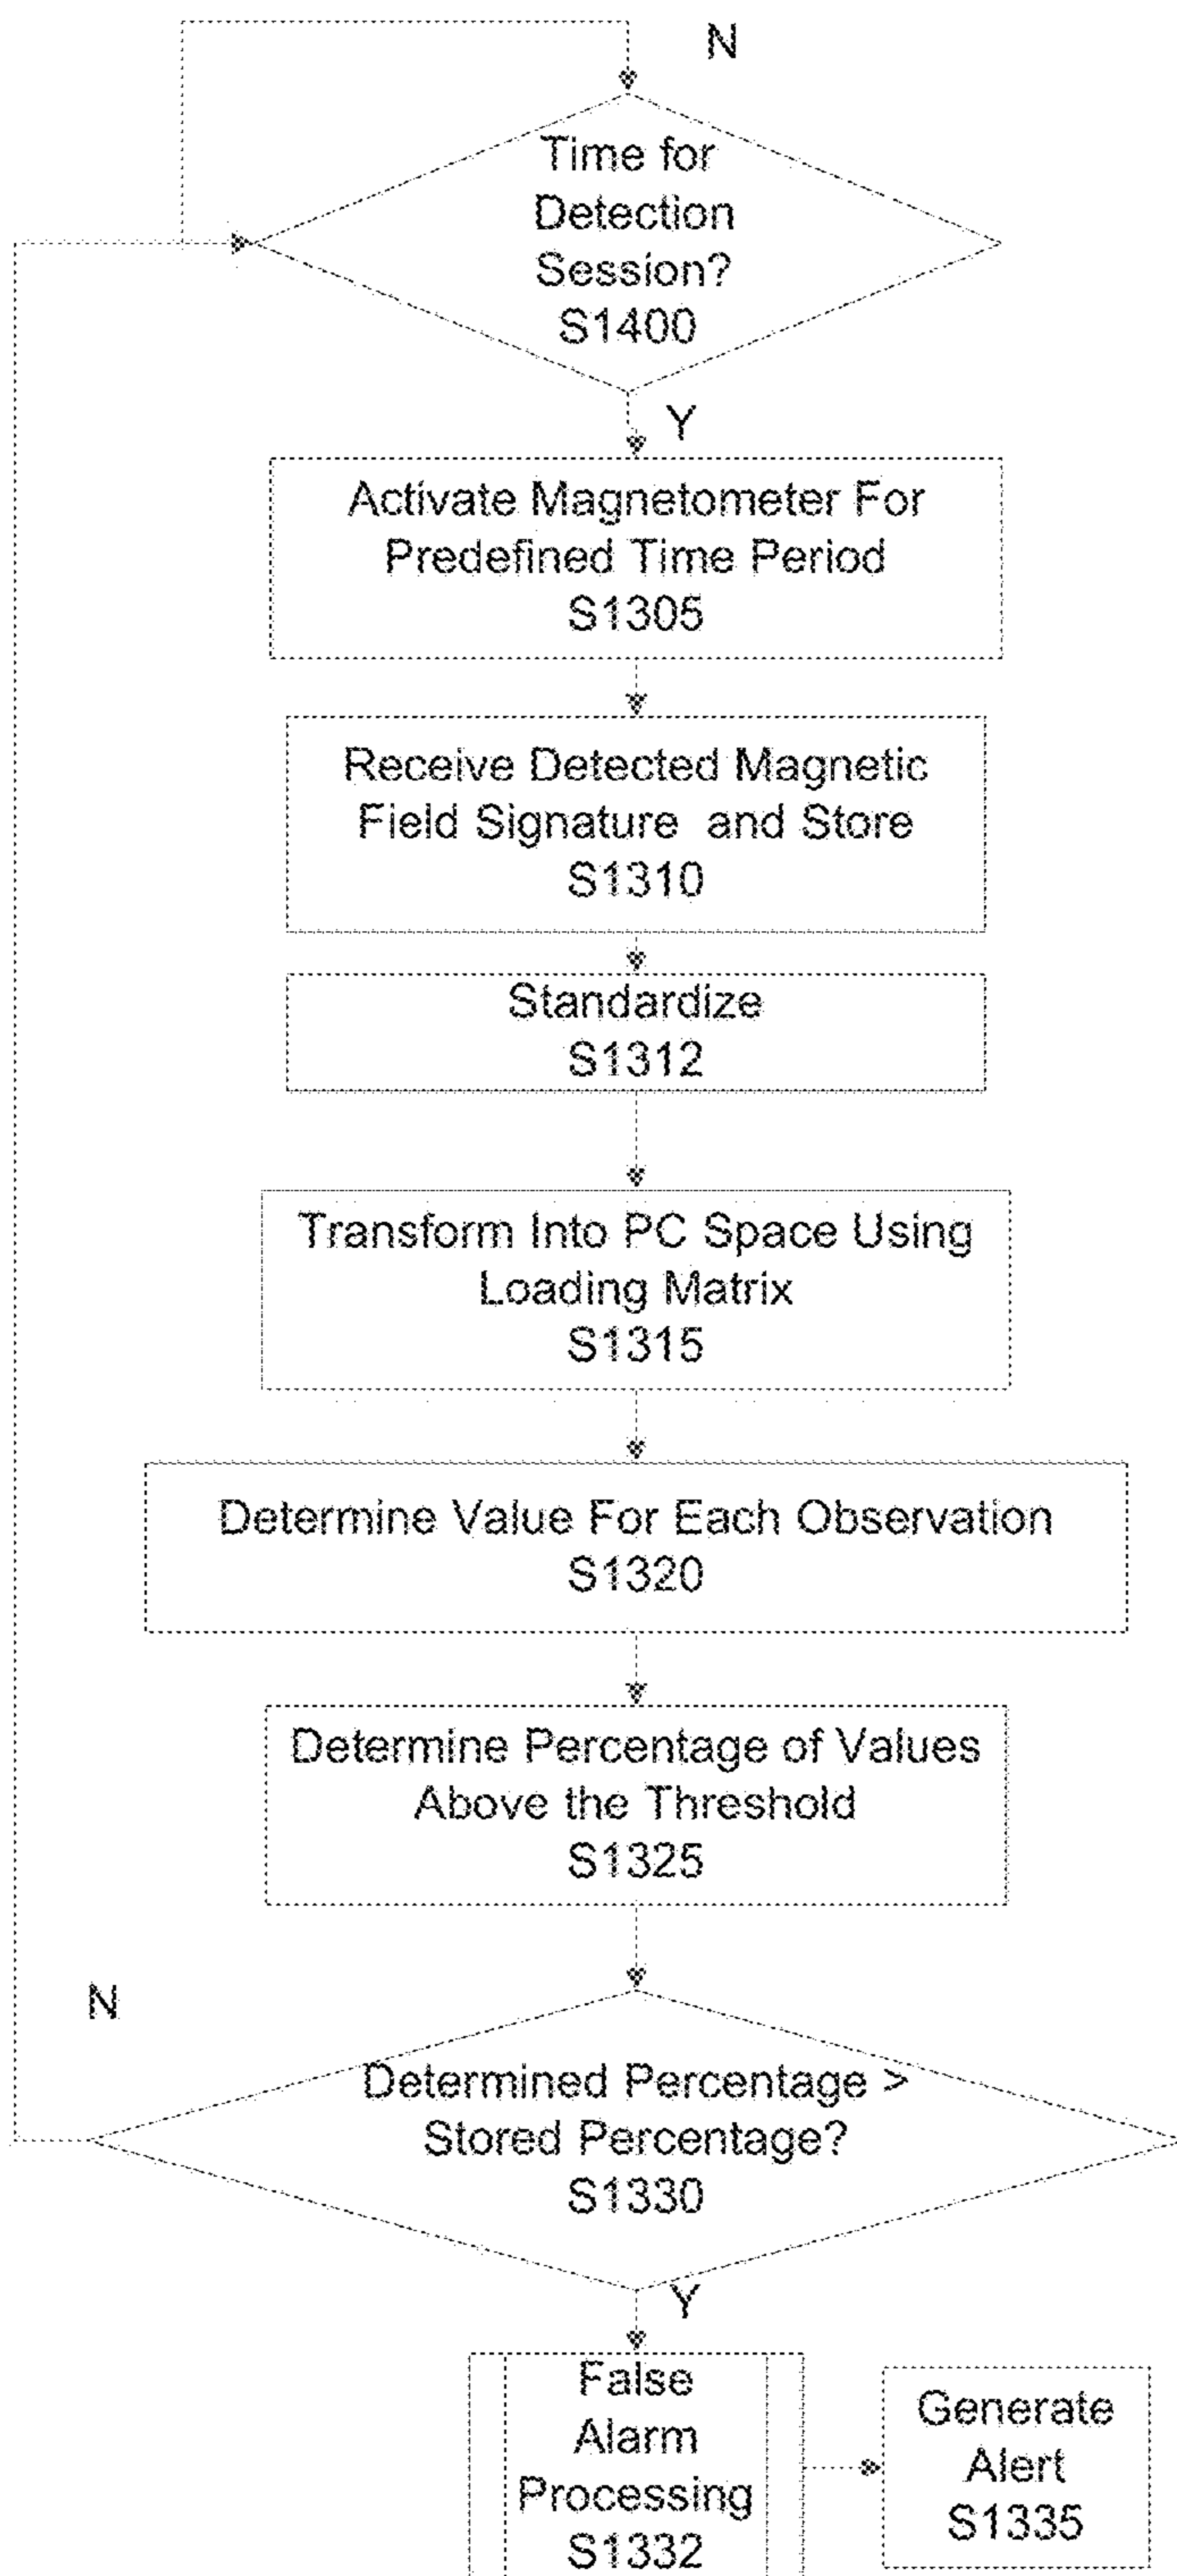 N
Time for
Detection
Session?
S1400
Y
Activate Magnetometer For
Predefined Time Period
S1305
Receive Detected Magnetic
Field Signature and Store
S1310
Standardize
S1312
Transform Into PC Space Using
Loading Matrix
S1315
Determine Value For Each Observation
S1320
Determine Percentage of Values
Above the Threshold
S1325
N
Determined Percentage >
Stored Percentage?
S1330
Y
False
Alarm
Processing
S1332
Generate
Alert
S1335